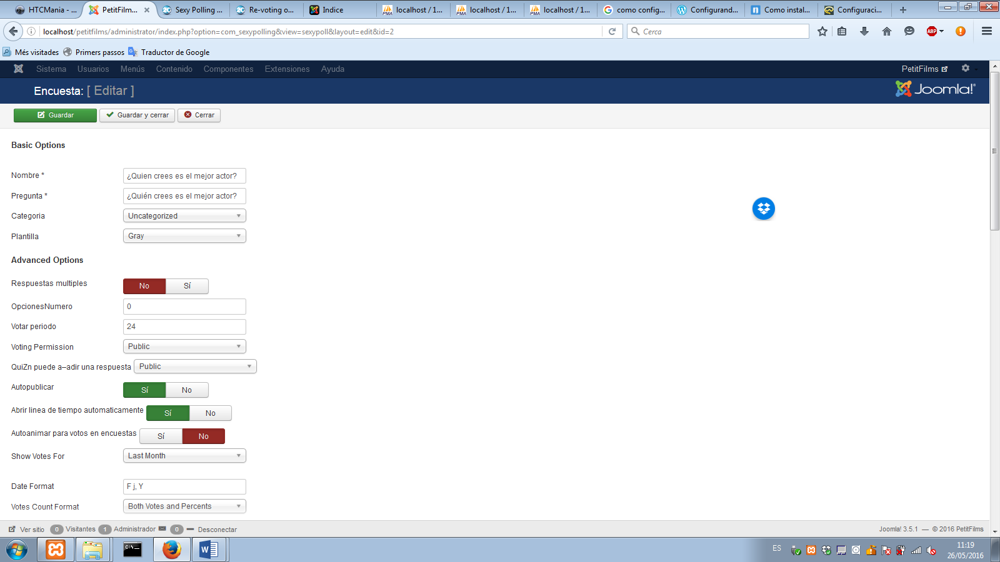 HTCMania - ...
PetitFilm...
Sexy Polling ...
Re-voting o...
Indice
localhost / 1...
localhost / 1...
localhost / 1...
como config...
Configurand...
Como instal...
Configuraci...
localhost/petitfilms/administrator/index.php?option=com_sexypolling&view=sexypoll&layout=edit&id=2
Cerca
ABP
Més visitades
Primers passos
Traductor de Google
Sistema Usuarios Menús Contenido Componentes Extensiones Ayuda
PetitFilms
Encuesta: [ Editar ]
Joomla!®
Guardar
Guardar y cerrar
Cerrar
Basic Options
Nombre * ¿Quien crees es el mejor actor?
Pregunta * ¿Quién crees es el mejor actor?
Categoria Uncategorized
Plantilla Gray
Advanced Options
Respuestas multiples No Sí
OpcionesNumero 0
Votar periodo 24
Voting Permission Public
QuiZn puede a–adir una respuesta Public
Autopublicar Sí No
Abrir linea de tiempo automaticamente Sí No
Autoanimar para votos en encuestas Sí No
Show Votes For Last Month
Date Format F j, Y
Votes Count Format Both Votes and Percents
Ver sitio 0 Visitantes 1 Administrador 0 Desconectar
Joomla! 3.5.1 — © 2016 PetitFilms
ES
11:19
26/05/2016